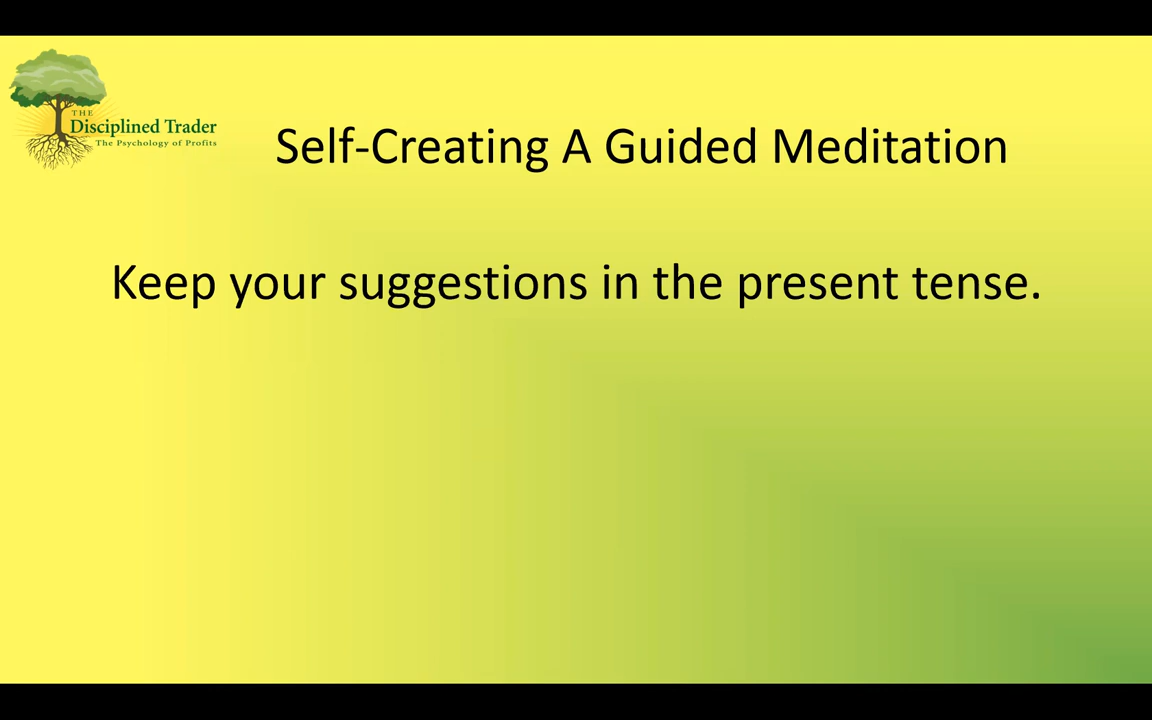 THE
Disciplined Trader
The Psychology of Profits
Self-Creating A Guided Meditation
Keep your suggestions in the present tense.